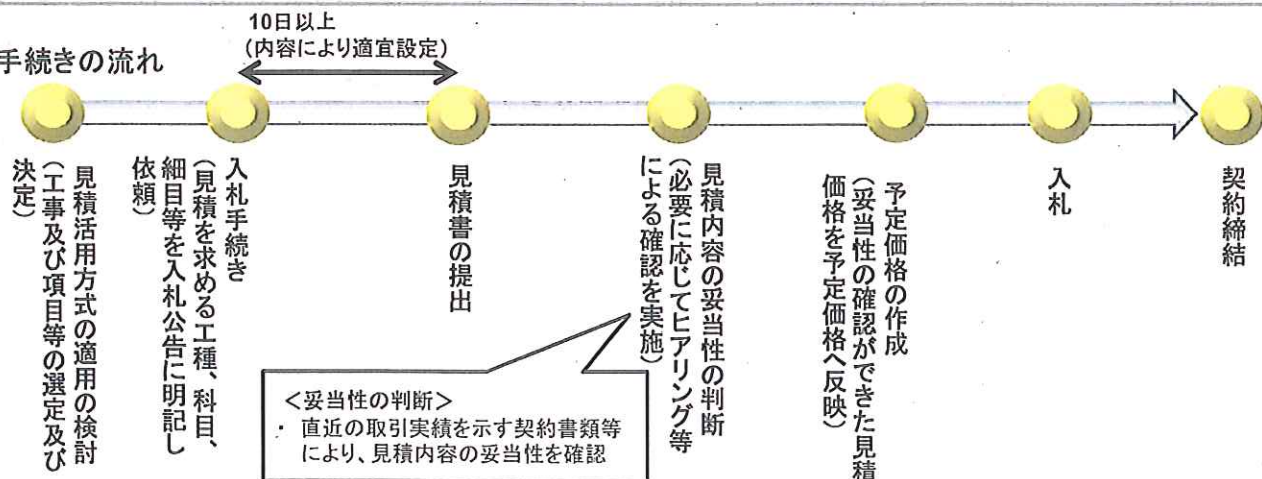 10日以上
(内容により適宜設定)
手続きの流れ
見積活用方式の適用の検討
(工事及び項目等の選定及び
決定)
入札手続き
(見積を求める工種、科目、
細目等を入札公告に明記し
依頼)
見積書の提出
見積内容の妥当性の判断
(必要に応じてヒアリング等
による確認を実施)
予定価格の作成
(妥当性の確認ができた見積
価格を予定価格へ反映)
入札
契約締結
<妥当性の判断>
・ 直近の取引実績を示す契約書類等
により、見積内容の妥当性を確認